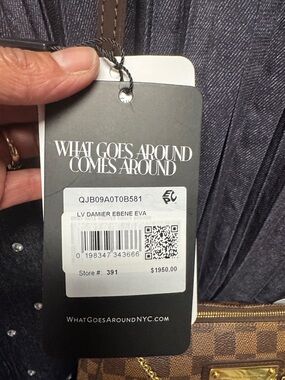 WHAT GOES AROUND
COMES AROUND
QJB09A0T0B581
LV DAMIER EBENE EVA
0 198347 343666
Store #: 391
$1950.00
WHATGOESAROUNDNYC.COM